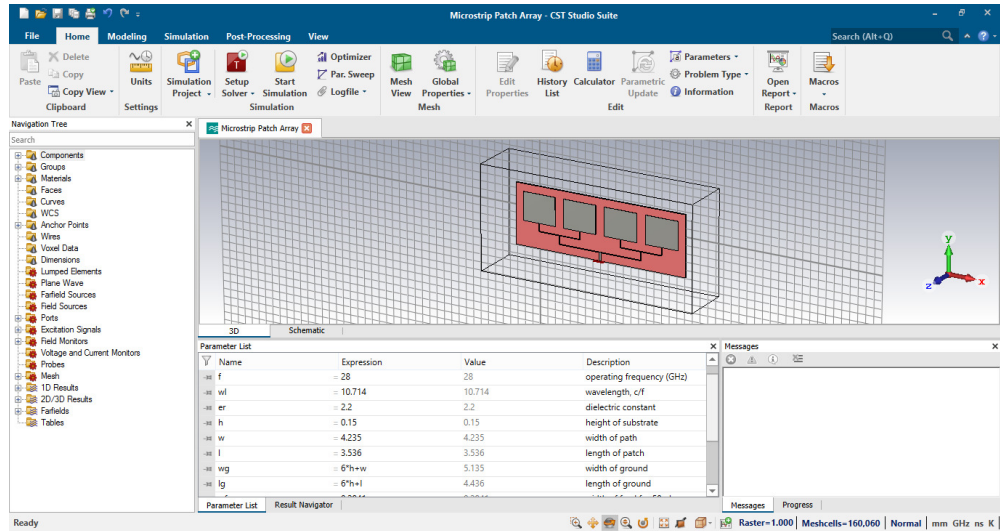 Microstrip Patch Array - CST Studio Suite
File Home Modeling Simulation Post-Processing View Search (Alt+Q)
Paste
Delete
Copy
Copy View
Clipboard
Units
Settings
Simulation Project
Setup Solver
Start Simulation
Optimizer
Par. Sweep
Logfile
Simulation
Mesh View
Global Properties
Mesh
Edit Properties
History List
Calculator
Parametric Update
Parameters
Problem Type
Information
Edit
Open Report
Report
Macros
Macros
Navigation Tree
Search
Components
Groups
Materials
Faces
Curves
WCS
Anchor Points
Wires
Voxel Data
Dimensions
Lumped Elements
Plane Wave
Farfield Sources
Field Sources
Ports
Excitation Signals
Field Monitors
Voltage and Current Monitors
Probes
Mesh
1D Results
2D/3D Results
Farfields
Tables
Microstrip Patch Array
y
x
z
3D Schematic
Parameter List
Name Expression Value Description
f = 28 28 operating frequency (GHz)
wl = 10.714 10.714 wavelength, c/f
er = 2.2 2.2 dielectric constant
h = 0.15 0.15 height of substrate
w = 4.235 4.235 width of path
l = 3.536 3.536 length of patch
wg = 6*h+w 5.135 width of ground
lg = 6*h+l 4.436 length of ground
Parameter List Result Navigator
Messages
Messages Progress
Ready
Raster=1.000 Meshcells=160,060 Normal mm GHz ns K